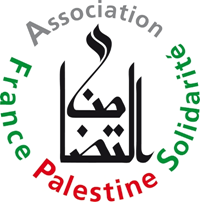 Association
France Palestine Solidarité
التضامن